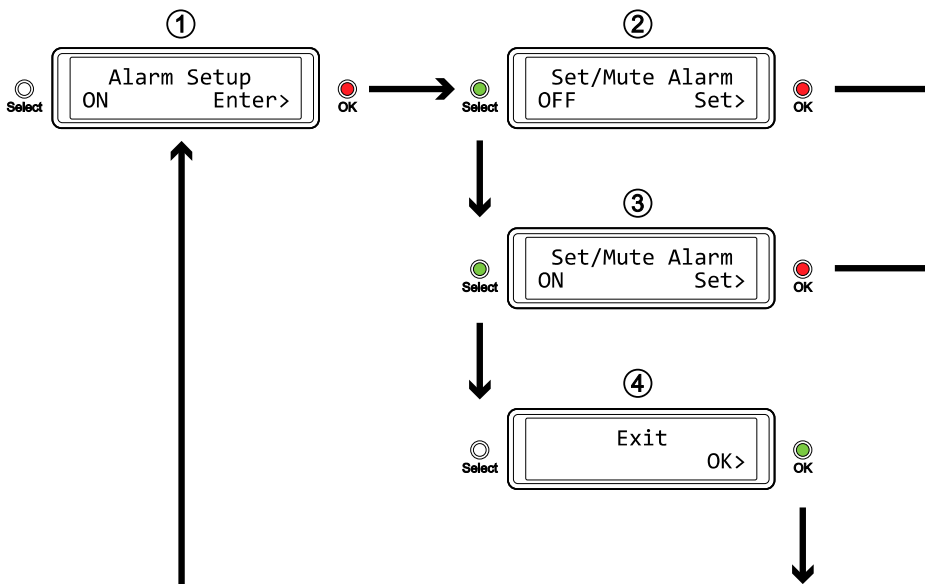 ①
Alarm Setup
ON Enter>
Select
OK
②
Set/Mute Alarm
OFF Set>
Select
OK
③
Set/Mute Alarm
ON Set>
Select
OK
④
Exit
OK>
Select
OK